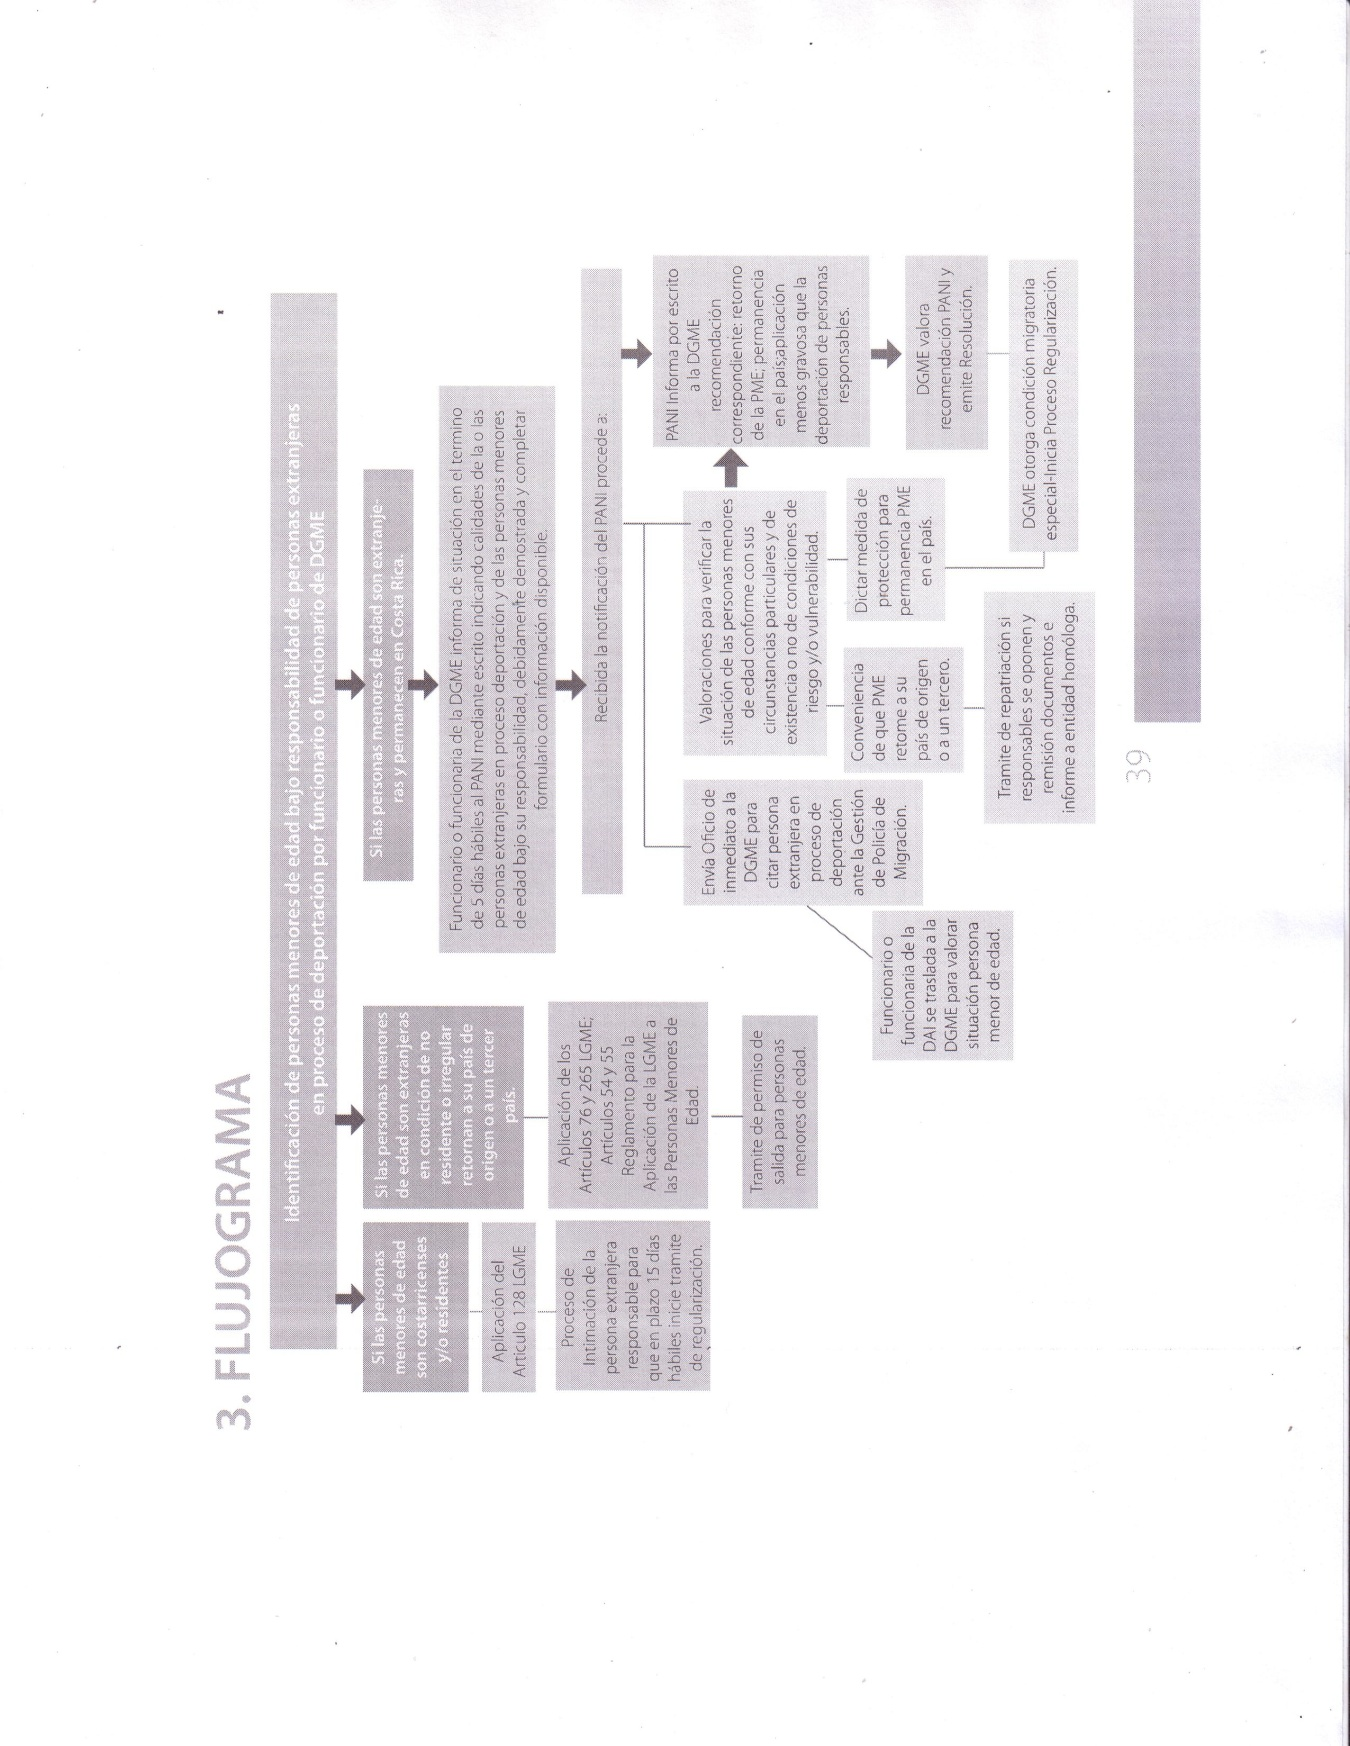 3. FLUJOGRAMA
Identificación de personas menores de edad bajo responsabilidad de personas extranjeras
en proceso de deportación por funcionario o funcionario de DGME
Si las personas
menores de edad
son costarricenses
y/o residentes
Aplicación del
Articulo 128 LGME
Proceso de
Intimación de la
persona extranjera
responsable para
que en plazo 15 días
hábiles inicie tramite
de regularización.
Si las personas menores
de edad son extranjeras
en condición de no
residente o irregular
retornan a su país de
origen o a un tercer
país.
Aplicación de los
Artículos 76 y 265 LGME;
Artículos 54 y 55
Reglamento para la
Aplicación de la LGME a
las Personas Menores de
Edad.
Tramite de permiso de
salida para personas
menores de edad.
Si las personas menores de edad son extranje-
ras y permanecen en Costa Rica.
Funcionario o funcionaria de la DGME informa de situación en el termino
de 5 días hábiles al PANI mediante escrito indicando calidades de la o las
personas extranjeras en proceso deportación y de las personas menores
de edad bajo su responsabilidad, debidamente demostrada y completar
formulario con información disponible.
Recibida la notificación del PANI procede a:
Envía Oficio de
inmediato a la
DGME para
citar persona
extranjera en
proceso de
deportación
ante la Gestión
de Policía de
Migración.
Funcionario o
funcionaria de la
DAI se traslada a la
DGME para valorar
situación persona
menor de edad.
Valoraciones para verificar la
situación de las personas menores
de edad conforme con sus
circunstancias particulares y de
existencia o no de condiciones de
riesgo y/o vulnerabilidad.
Conveniencia
de que PME
retome a su
país de origen
o a un tercero.
Tramite de repatriación si
responsables se oponen y
remisión documentos e
informe a entidad homóloga.
Dictar medida de
protección para
permanencia PME
en el país.
PANI Informa por escrito
a la DGME
recomendación
correspondiente: retorno
de la PME; permanencia
en el país;aplicación
menos gravosa que la
deportación de personas
responsables.
DGME valora
recomendación PANI y
emite Resolución.
DGME otorga condición migratoria
especial-Inicia Proceso Regularización.
39